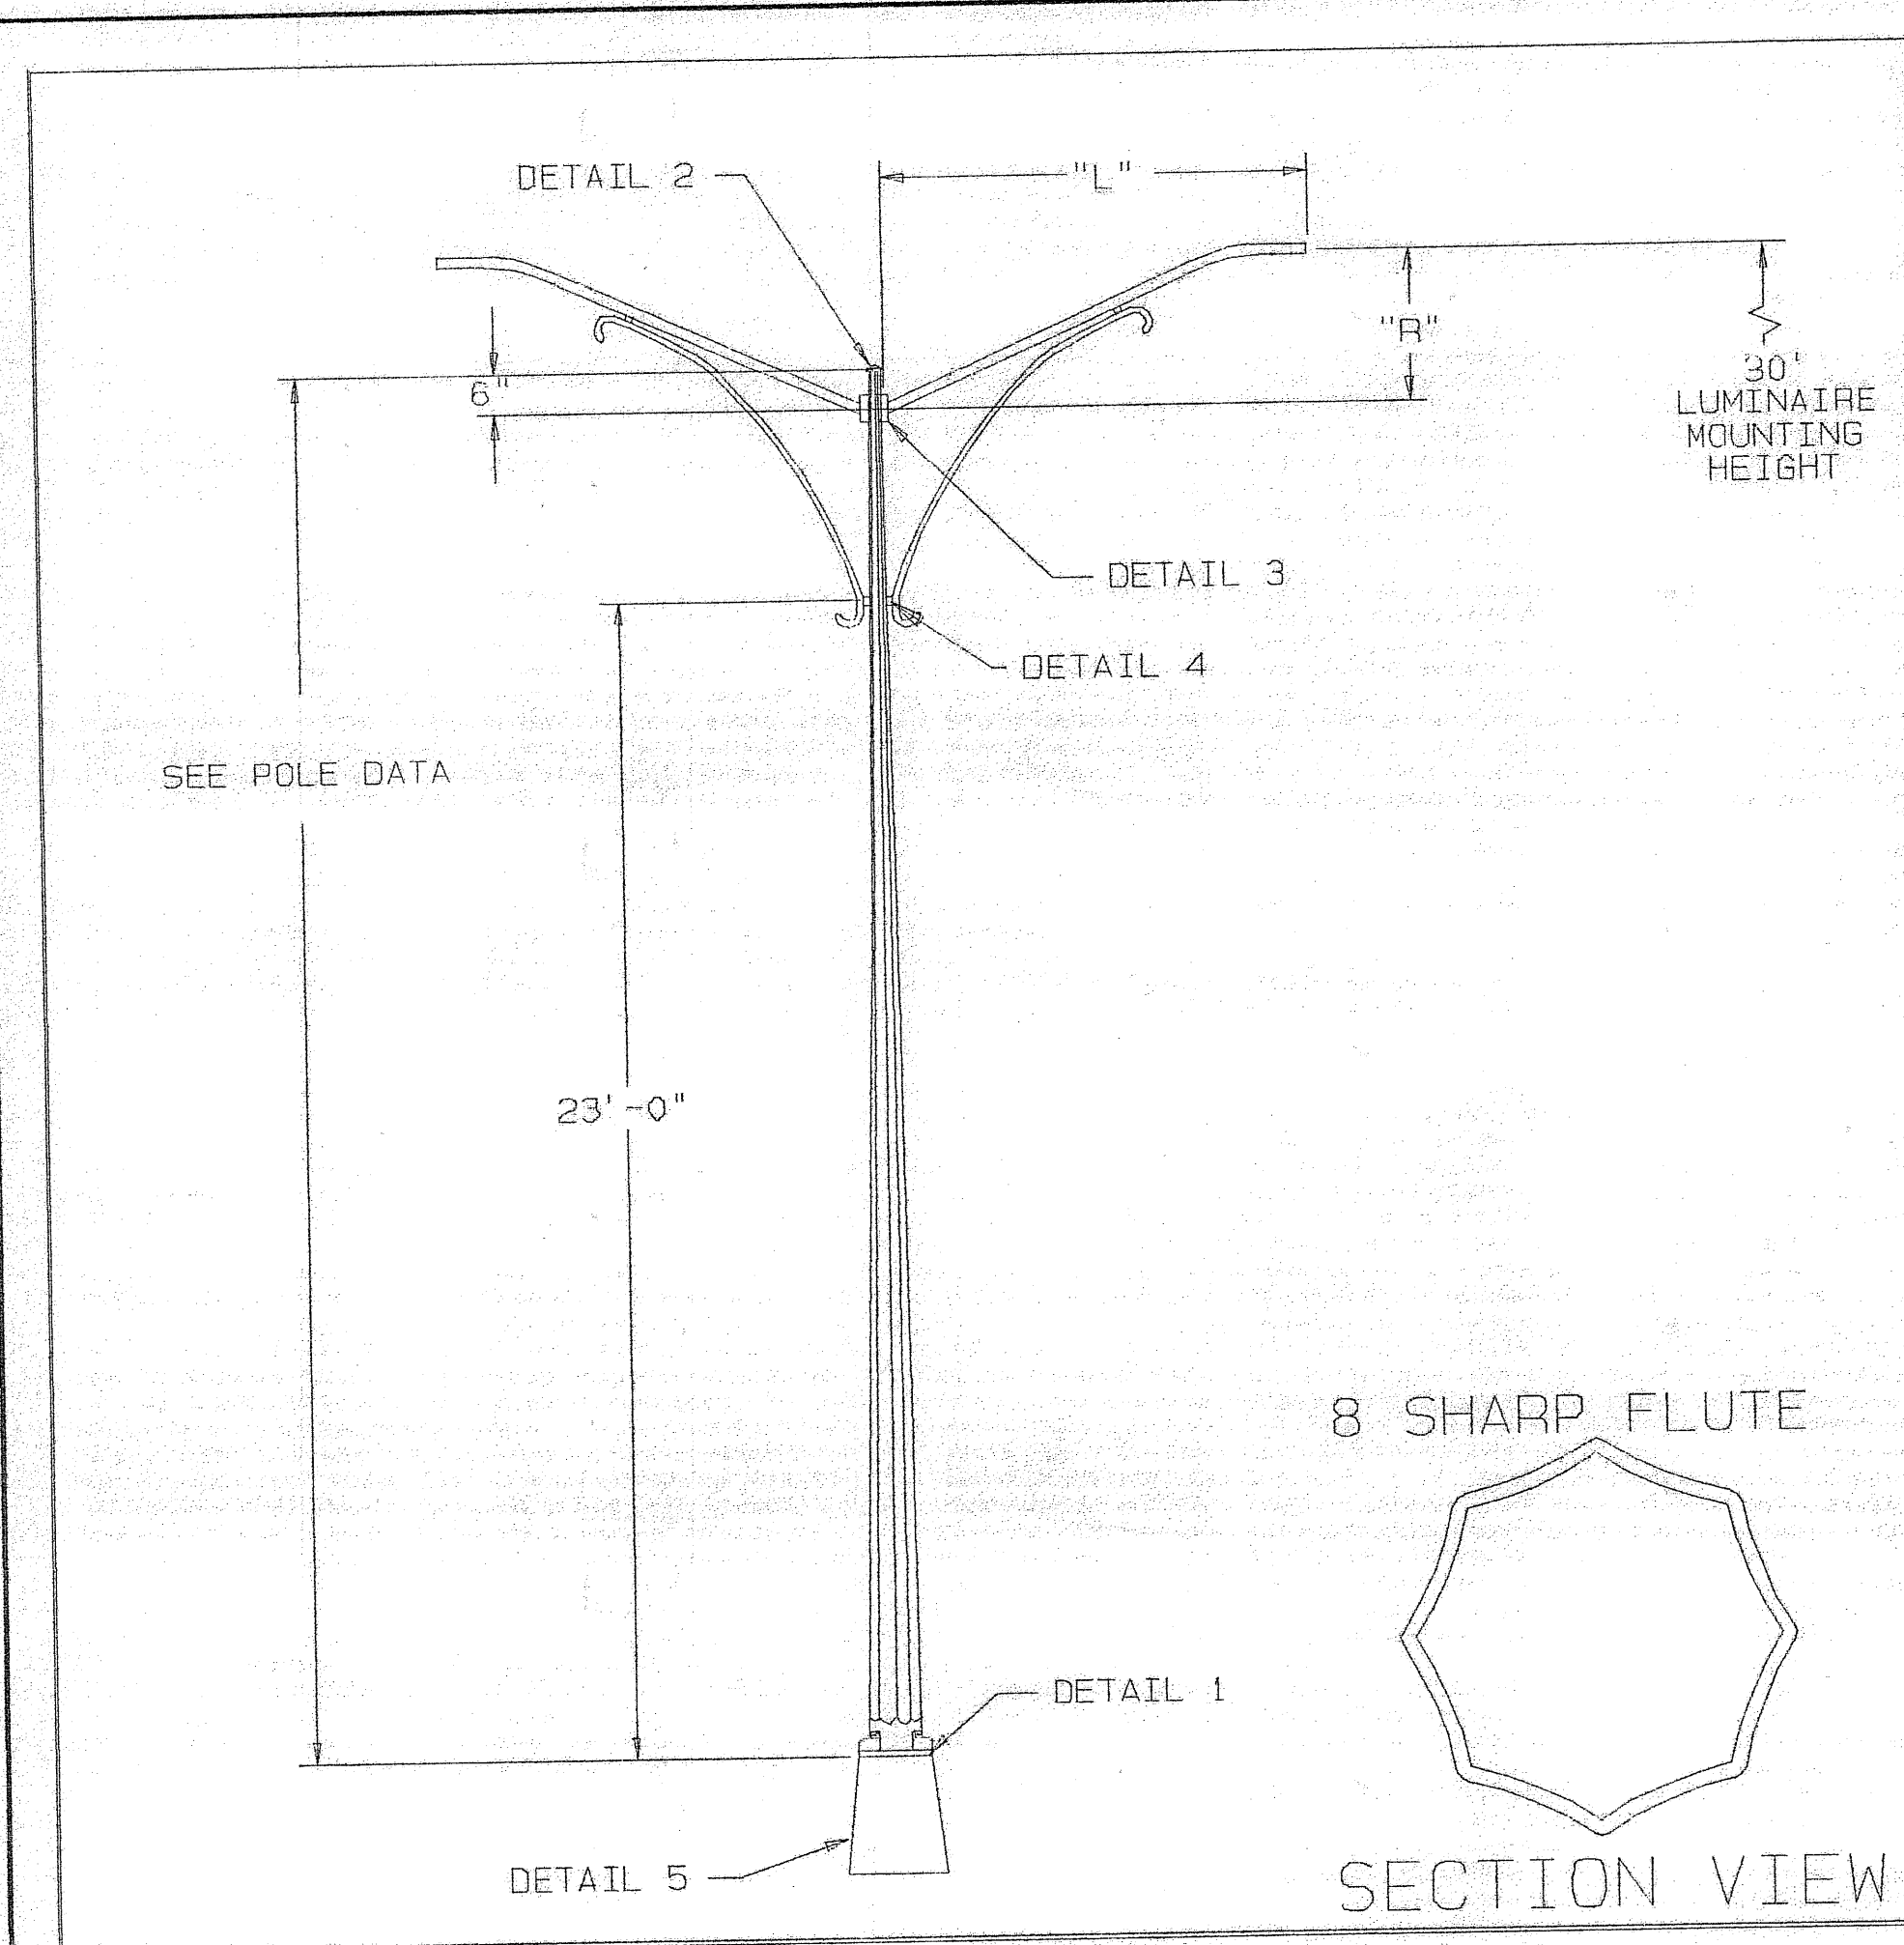 DETAIL 2
"L"
"R"
6"
30'
LUMINAIRE
MOUNTING
HEIGHT
DETAIL 3
DETAIL 4
SEE POLE DATA
23'-0"
8 SHARP FLUTE
DETAIL 1
DETAIL 5
SECTION VIEW